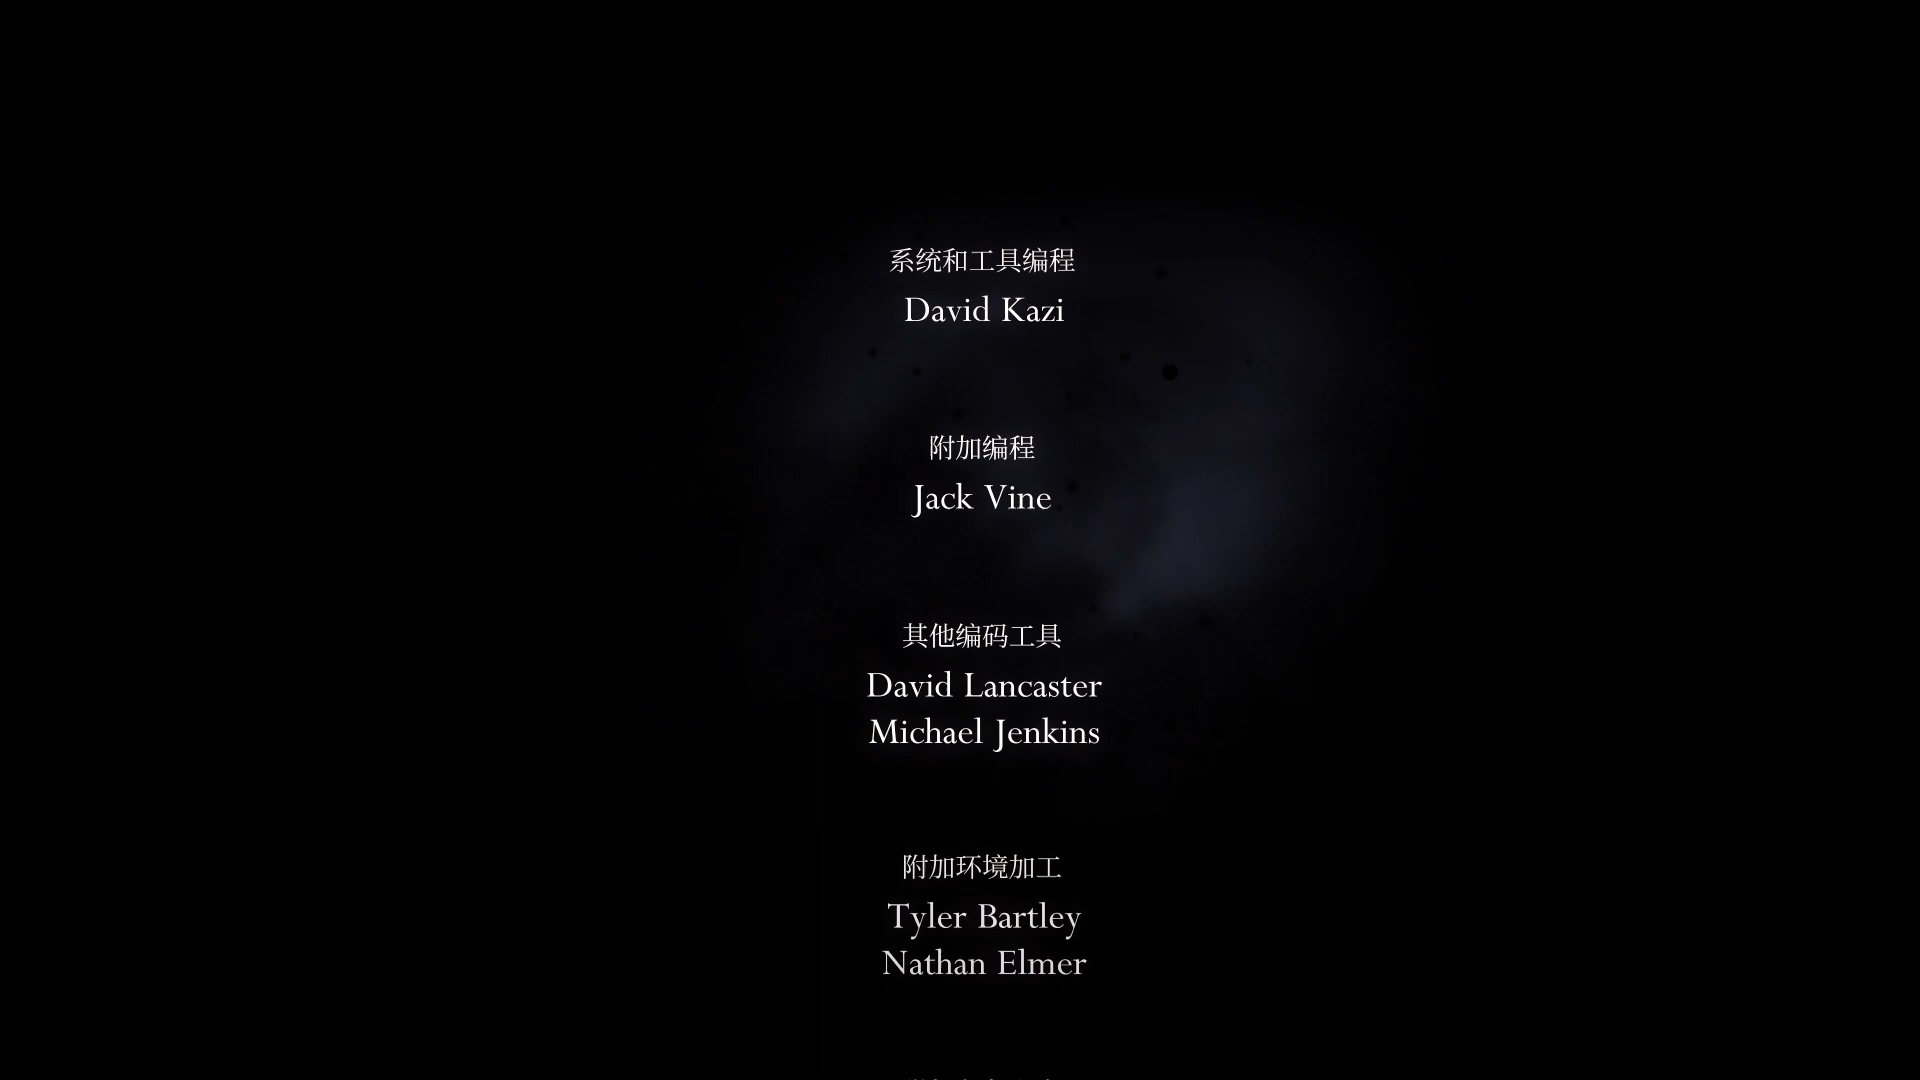 系统和工具编程
David Kazi
附加编程
Jack Vine
其他编码工具
David Lancaster
Michael Jenkins
附加环境加工
Tyler Bartley
Nathan Elmer